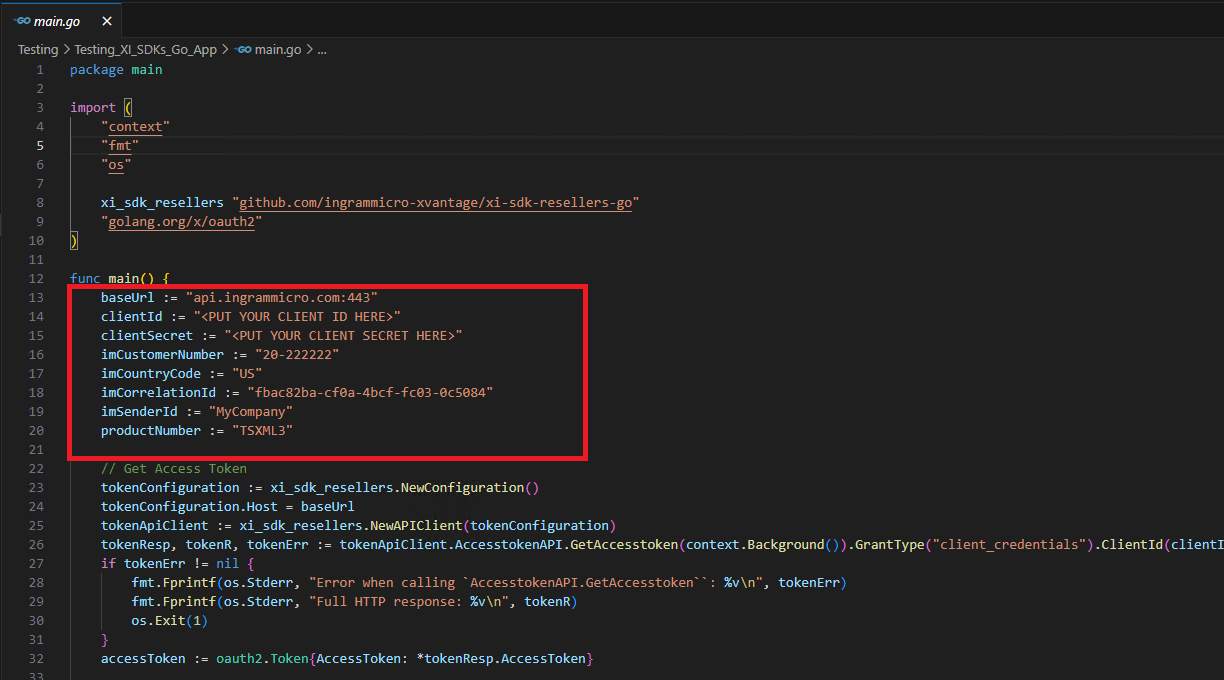 GO main.go ×
Testing > Testing_XI_SDKs_Go_App > GO main.go > ...
1 package main
2
3 import (
4 "context"
5 "fmt"
6 "os"
7
8 xi_sdk_resellers "github.com/ingrammicro-xvantage/xi-sdk-resellers-go"
9 "golang.org/x/oauth2"
10 )
11
12 func main() {
13 baseUrl := "api.ingrammicro.com:443"
14 clientId := "<PUT YOUR CLIENT ID HERE>"
15 clientSecret := "<PUT YOUR CLIENT SECRET HERE>"
16 imCustomerNumber := "20-222222"
17 imCountryCode := "US"
18 imCorrelationId := "fbac82ba-cf0a-4bcf-fc03-0c5084"
19 imSenderId := "MyCompany"
20 productNumber := "TSXML3"
21
22 // Get Access Token
23 tokenConfiguration := xi_sdk_resellers.NewConfiguration()
24 tokenConfiguration.Host = baseUrl
25 tokenApiClient := xi_sdk_resellers.NewAPIClient(tokenConfiguration)
26 tokenResp, tokenR, tokenErr := tokenApiClient.AccesstokenAPI.GetAccesstoken(context.Background()).GrantType("client_credentials").ClientId(clientI
27 if tokenErr != nil {
28 fmt.Fprintf(os.Stderr, "Error when calling `AccesstokenAPI.GetAccesstoken``: %v\n", tokenErr)
29 fmt.Fprintf(os.Stderr, "Full HTTP response: %v\n", tokenR)
30 os.Exit(1)
31 }
32 accessToken := oauth2.Token{AccessToken: *tokenResp.AccessToken}
33